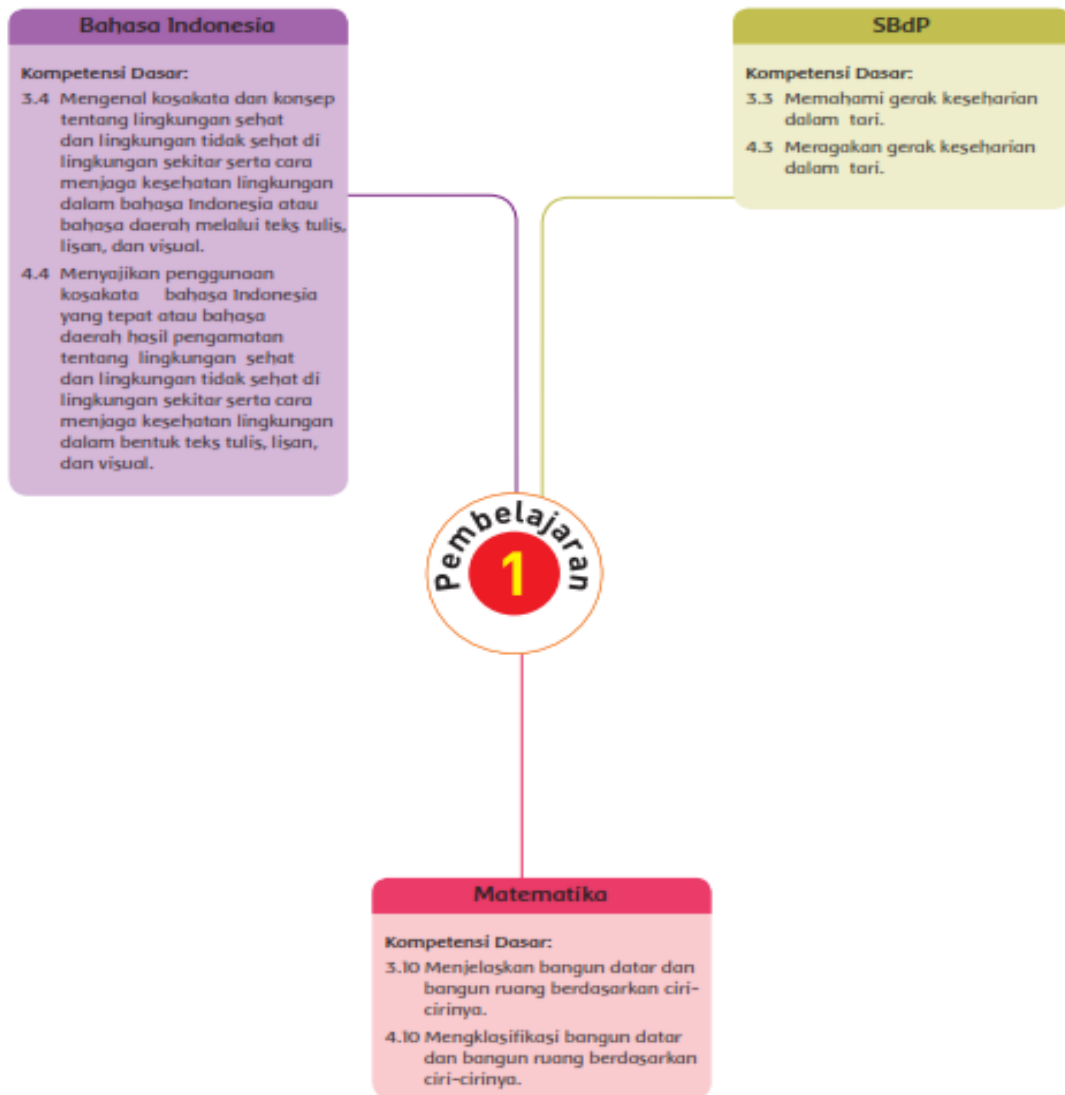 Bahasa Indonesia
Kompetensi Dasar:
3.4 Mengenal kosakata dan konsep
tentang lingkungan sehat
dan lingkungan tidak sehat di
lingkungan sekitar serta cara
menjaga kesehatan lingkungan
dalam bahasa Indonesia atau
bahasa daerah melalui teks tulis,
lisan, dan visual.
4.4 Menyajikan penggunaan
kosakata bahasa Indonesia
yang tepat atau bahasa
daerah hasil pengamatan
tentang lingkungan sehat
dan lingkungan tidak sehat di
lingkungan sekitar serta cara
menjaga kesehatan lingkungan
dalam bentuk teks tulis, lisan,
dan visual.
SBdP
Kompetensi Dasar:
3.3 Memahami gerak keseharian
dalam tari.
4.3 Meragakan gerak keseharian
dalam tari.
Pembelajaran
1
Matematika
Kompetensi Dasar:
3.10 Menjelaskan bangun datar dan
bangun ruang berdasarkan ciri-
cirinya.
4.10 Mengklasifikasi bangun datar
dan bangun ruang berdasarkan
ciri-cirinya.